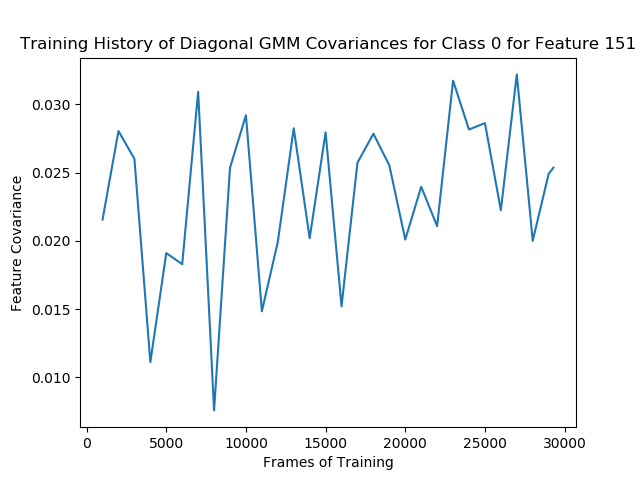 Training History of Diagonal GMM Covariances for Class 0 for Feature 151
0.030
0.025
0.020
0.015
0.010
Feature Covariance
0 5000 10000 15000 20000 25000 30000
Frames of Training